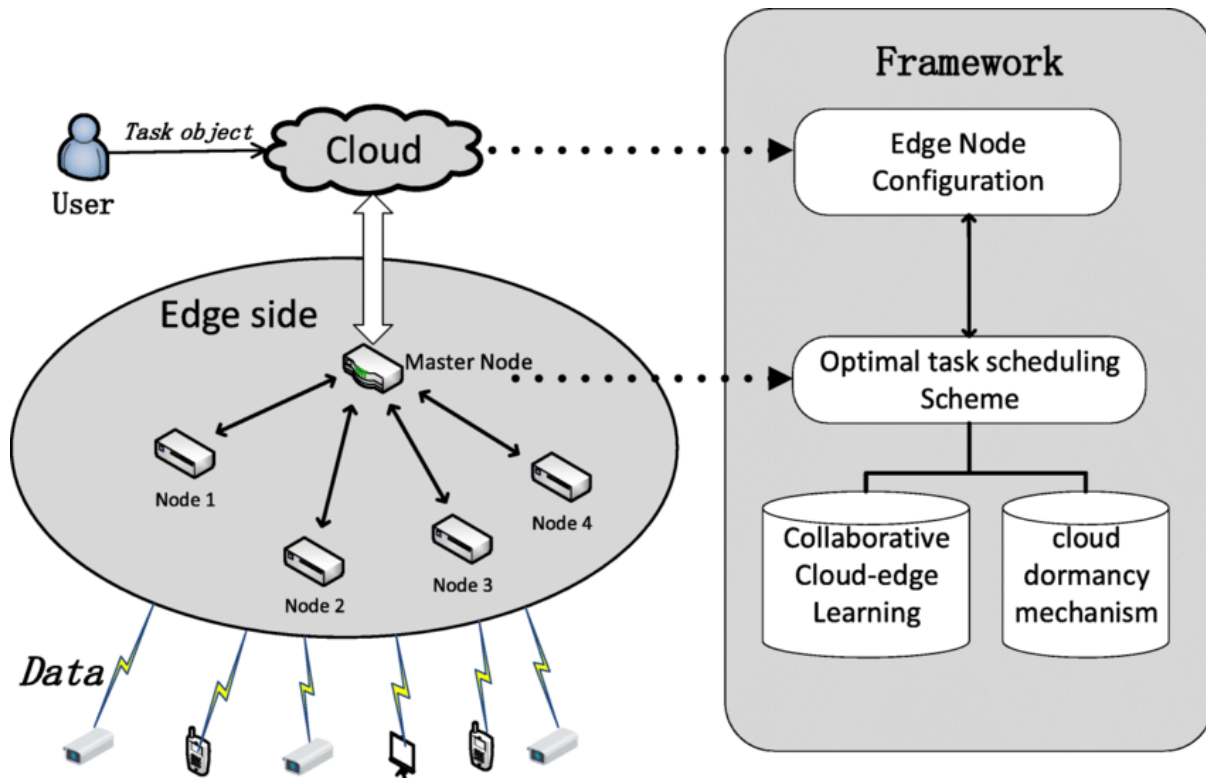 Framework
Task object
Cloud
User
Edge Node
Configuration
Edge side
Master Node
Optimal task scheduling
Scheme
Node 1
Node 2
Node 3
Node 4
Collaborative
Cloud-edge
Learning
cloud
dormancy
mechanism
Data